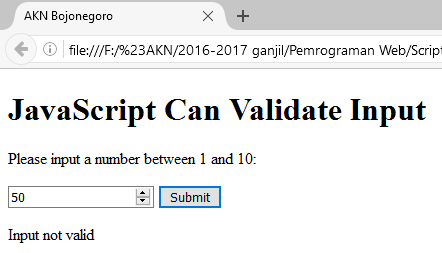 AKN Bojonegoro
file:///F:/%23AKN/2016-2017 ganjil/Pemrograman Web/Script
JavaScript Can Validate Input
Please input a number between 1 and 10:
50 Submit
Input not valid